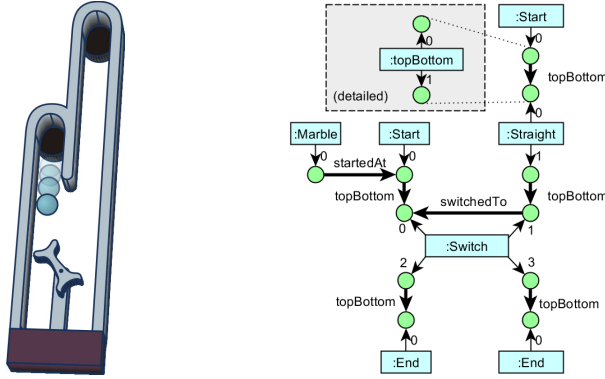 :Start
0
0
:topBottom
topBottom
1
(detailed)
0
:Marble
:Start
:Straight
0
0
1
startedAt
topBottom
switchedTo
topBottom
0
1
:Switch
2
3
topBottom
topBottom
0
0
:End
:End